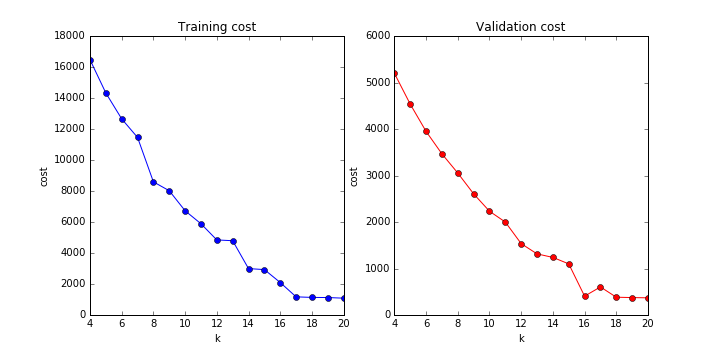 Training cost
18000
16000
14000
12000
10000
8000
6000
4000
2000
0
cost
4 6 8 10 12 14 16 18 20
k
Validation cost
6000
5000
4000
3000
2000
1000
0
cost
4 6 8 10 12 14 16 18 20
k